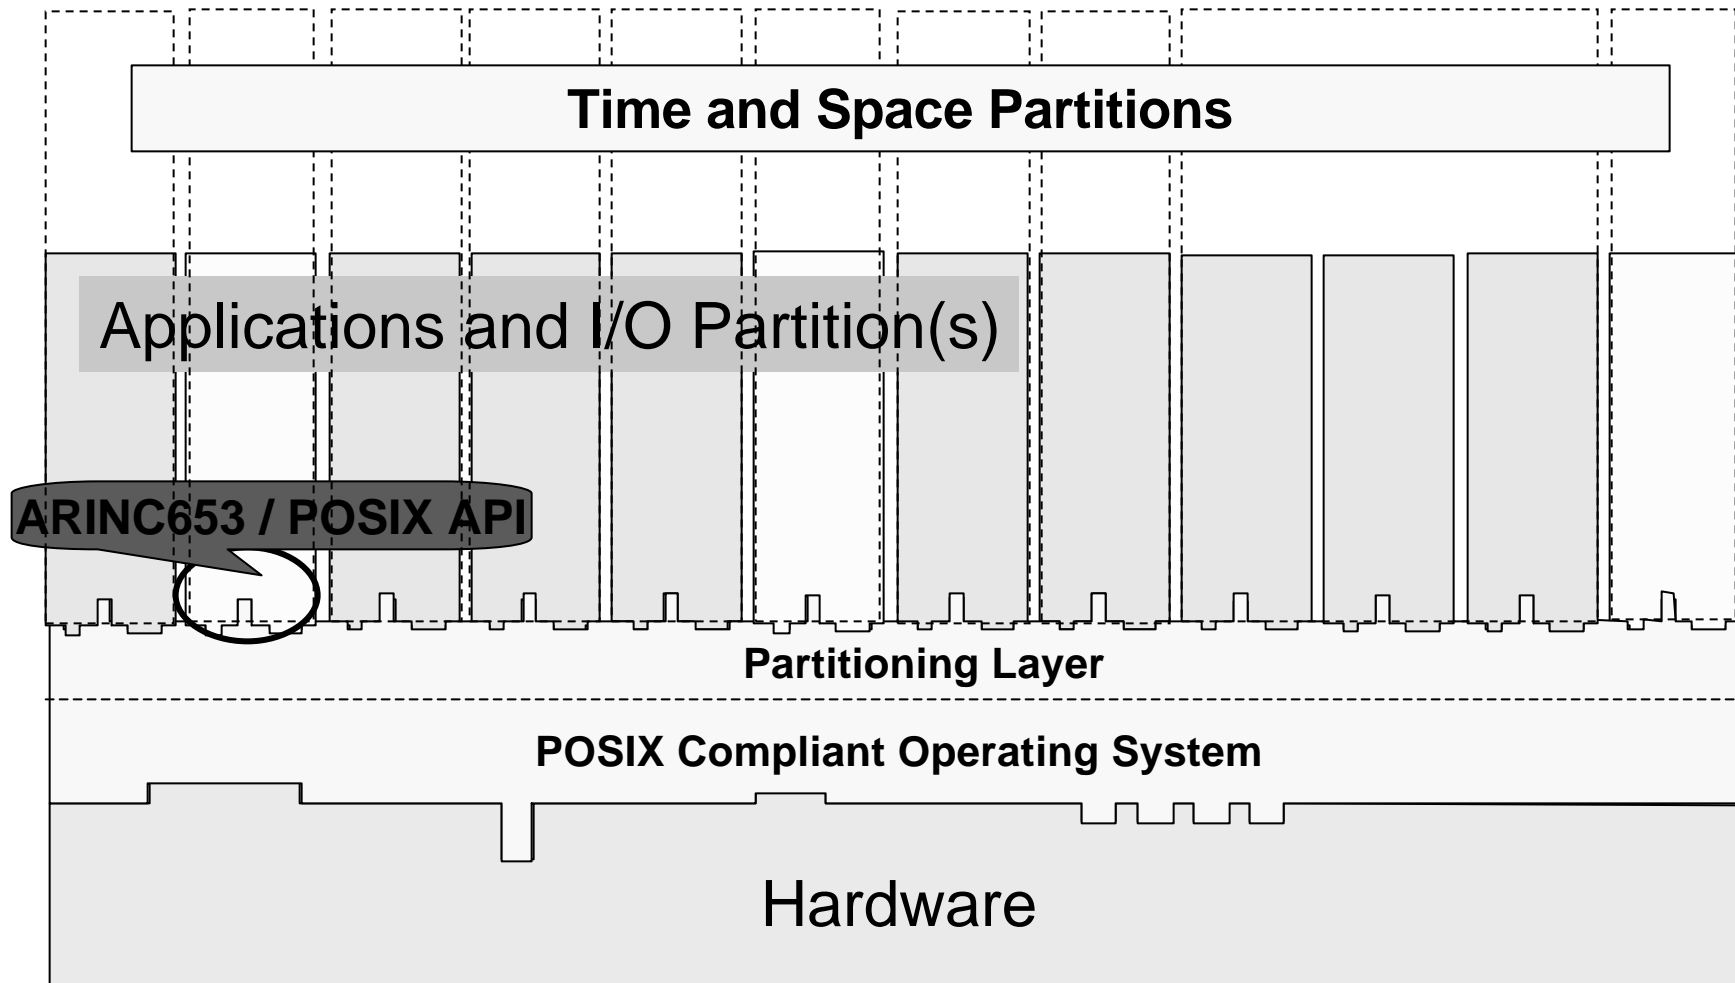 Time and Space Partitions
Applications and I/O Partition(s)
ARINC653 / POSIX API
Partitioning Layer
POSIX Compliant Operating System
Hardware